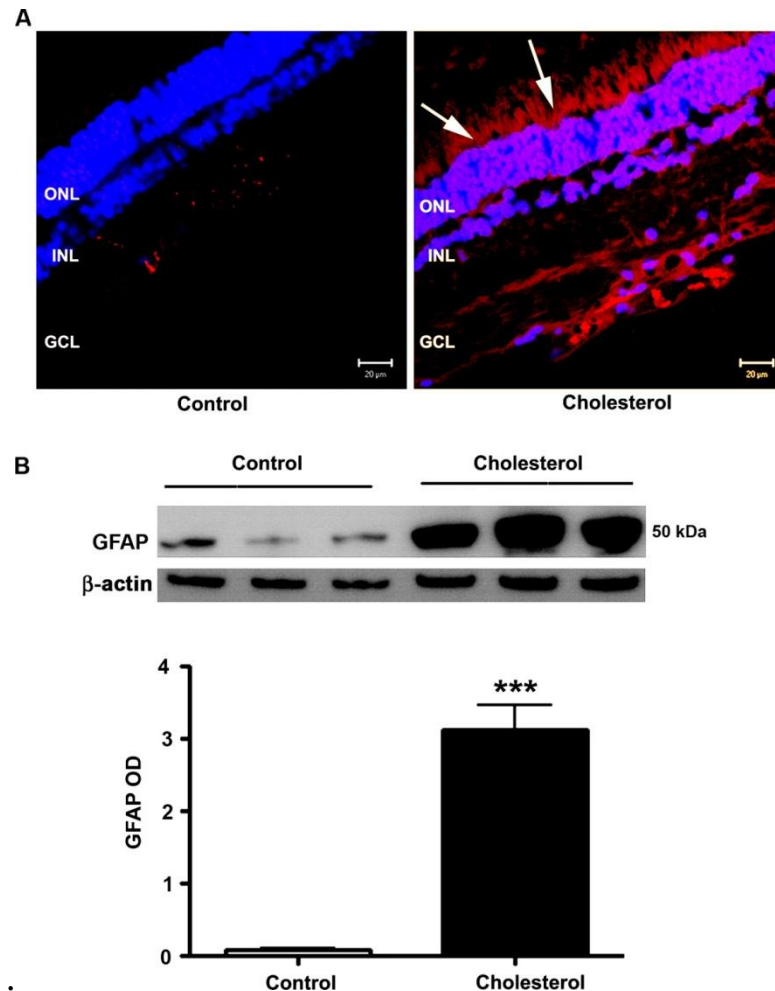 A
ONL
INL
GCL
20 µm
Control
ONL
INL
GCL
20 µm
Cholesterol
B
Control
Cholesterol
GFAP
50 kDa
β-actin
4
3
2
1
0
GFAP OD
***
Control
Cholesterol
.